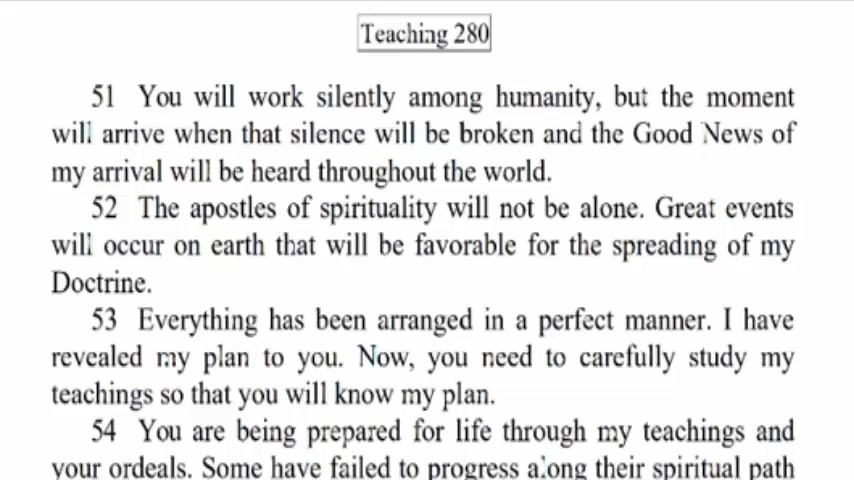 Teaching 280
51 You will work silently among humanity, but the moment
will arrive when that silence will be broken and the Good News of
my arrival will be heard throughout the world.
52 The apostles of spirituality will not be alone. Great events
will occur on earth that will be favorable for the spreading of my
Doctrine.
53 Everything has been arranged in a perfect manner. I have
revealed my plan to you. Now, you need to carefully study my
teachings so that you will know my plan.
54 You are being prepared for life through my teachings and
your ordeals. Some have failed to progress along their spiritual path